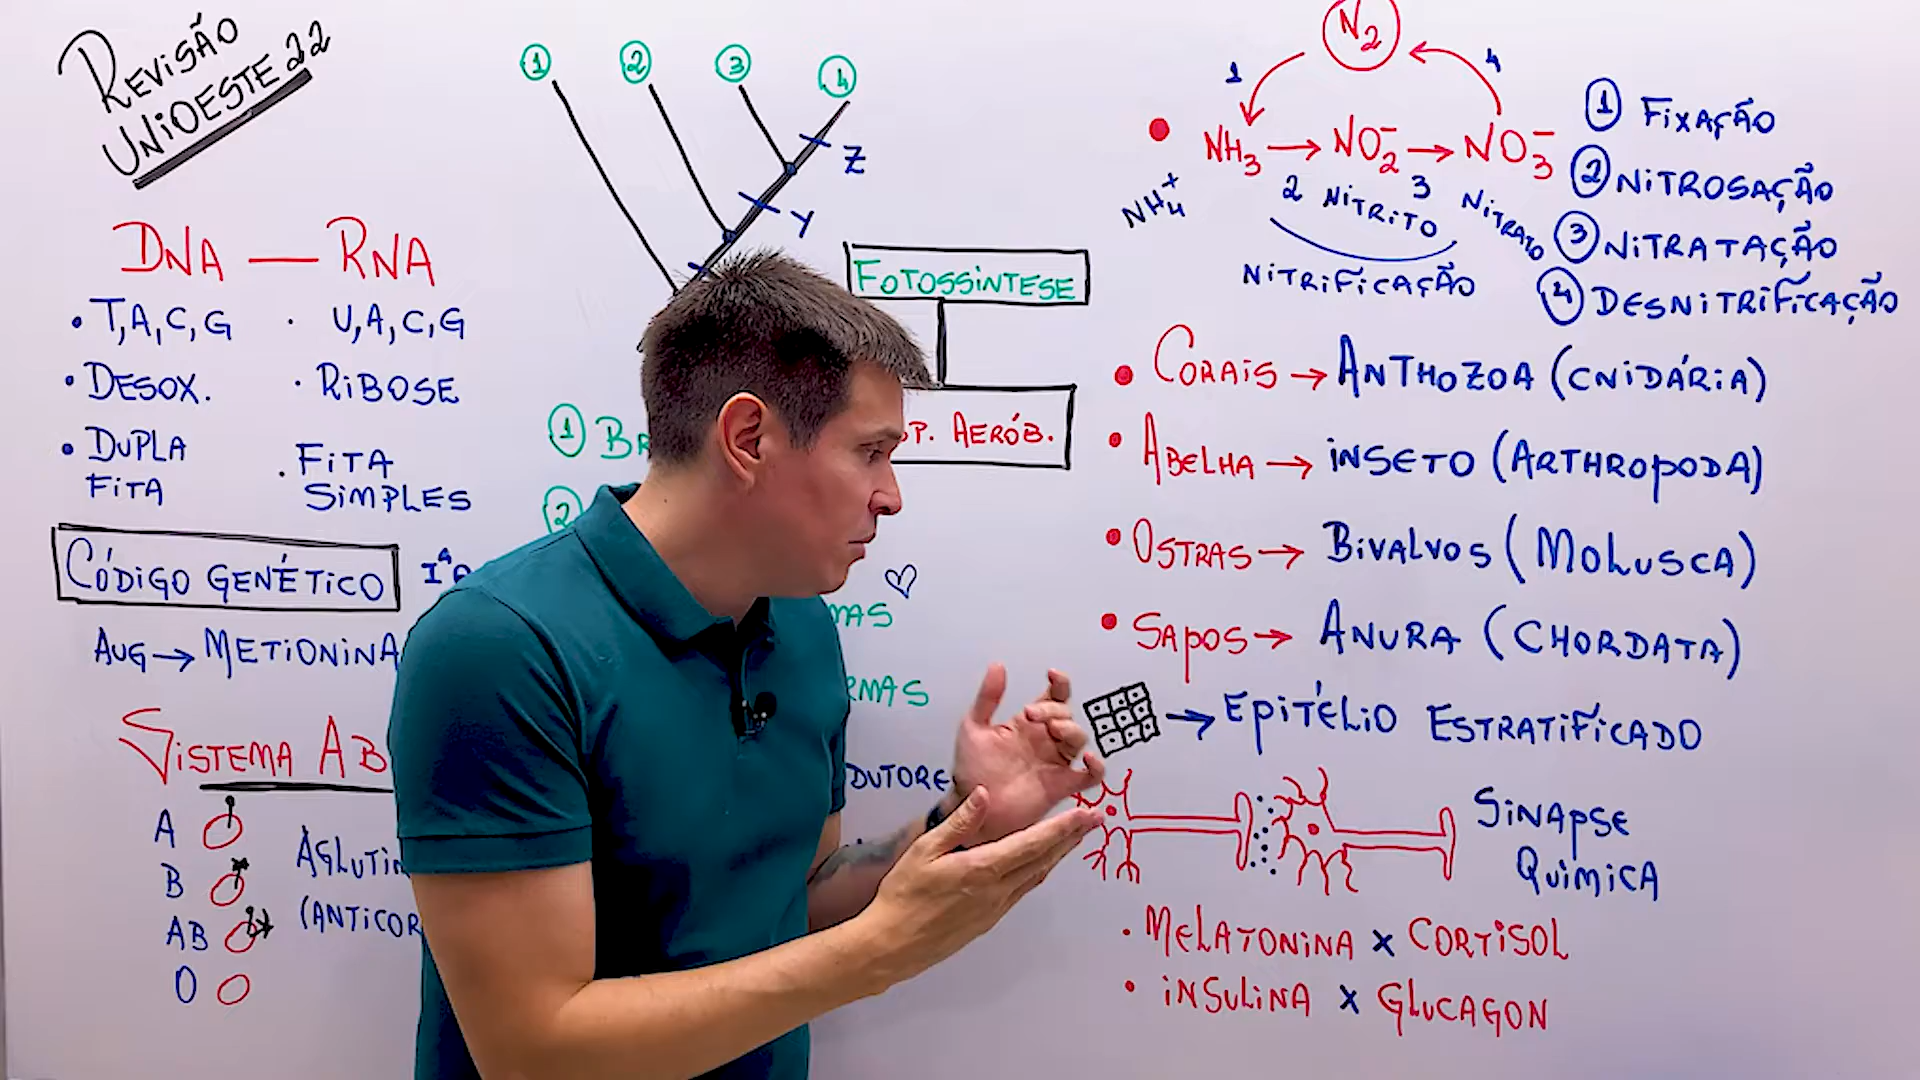 REVISÃO
UNIOESTE 22
DNA — RNA
• T,A,C,G · U,A,C,G
• DESOX. · RIBOSE
• DUPLA FITA · FITA SIMPLES
CÓDIGO GENÉTICO
AUG → METIONINA
SISTEMA AB
A
B
AB
O
1 2 3 4
Z
Y
FOTOSSÍNTESE
P. AERÓB.
1
2
N2
1 4
NH3 → NO2- → NO3-
NH4+
2 NITRITO 3 NITRATO
NITRIFICAÇÃO
1 FIXAÇÃO
2 NITROSAÇÃO
3 NITRATAÇÃO
4 DESNITRIFICAÇÃO
• CORAIS → ANTHOZOA (CNIDÁRIA)
• ABELHA → INSETO (ARTHROPODA)
• OSTRAS → BIVALVOS (MOLUSCA)
• SAPOS → ANURA (CHORDATA)
→ EPITÉLIO ESTRATIFICADO
SINAPSE
QUÍMICA
• MELATONINA X CORTISOL
• INSULINA X GLUCAGON